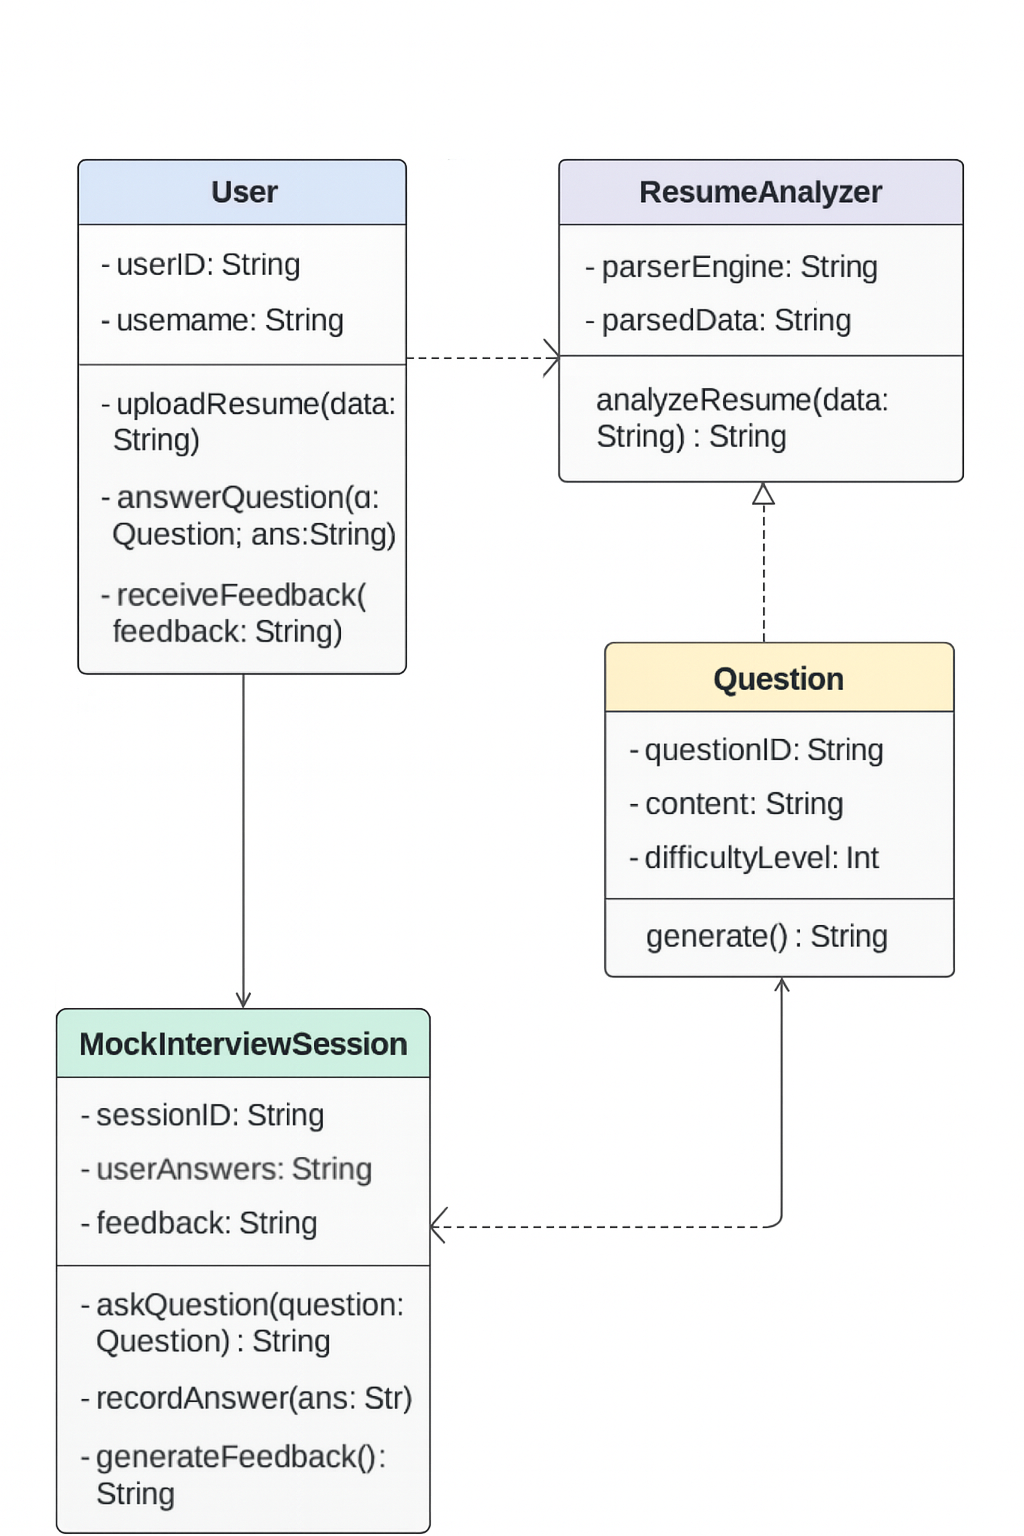 User
- userID: String
- usemame: String
- uploadResume(data:
String)
- answerQuestion(ɑ:
Question; ans:String)
- receiveFeedback(
feedback: String)
ResumeAnalyzer
- parserEngine: String
- parsedData: String
analyzeResume(data:
String) : String
Question
- questionID: String
- content: String
- difficultyLevel: Int
generate() : String
MockInterviewSession
- sessionID: String
- userAnswers: String
- feedback: String
- askQuestion(question:
Question) : String
- recordAnswer(ans: Str)
- generateFeedback():
String